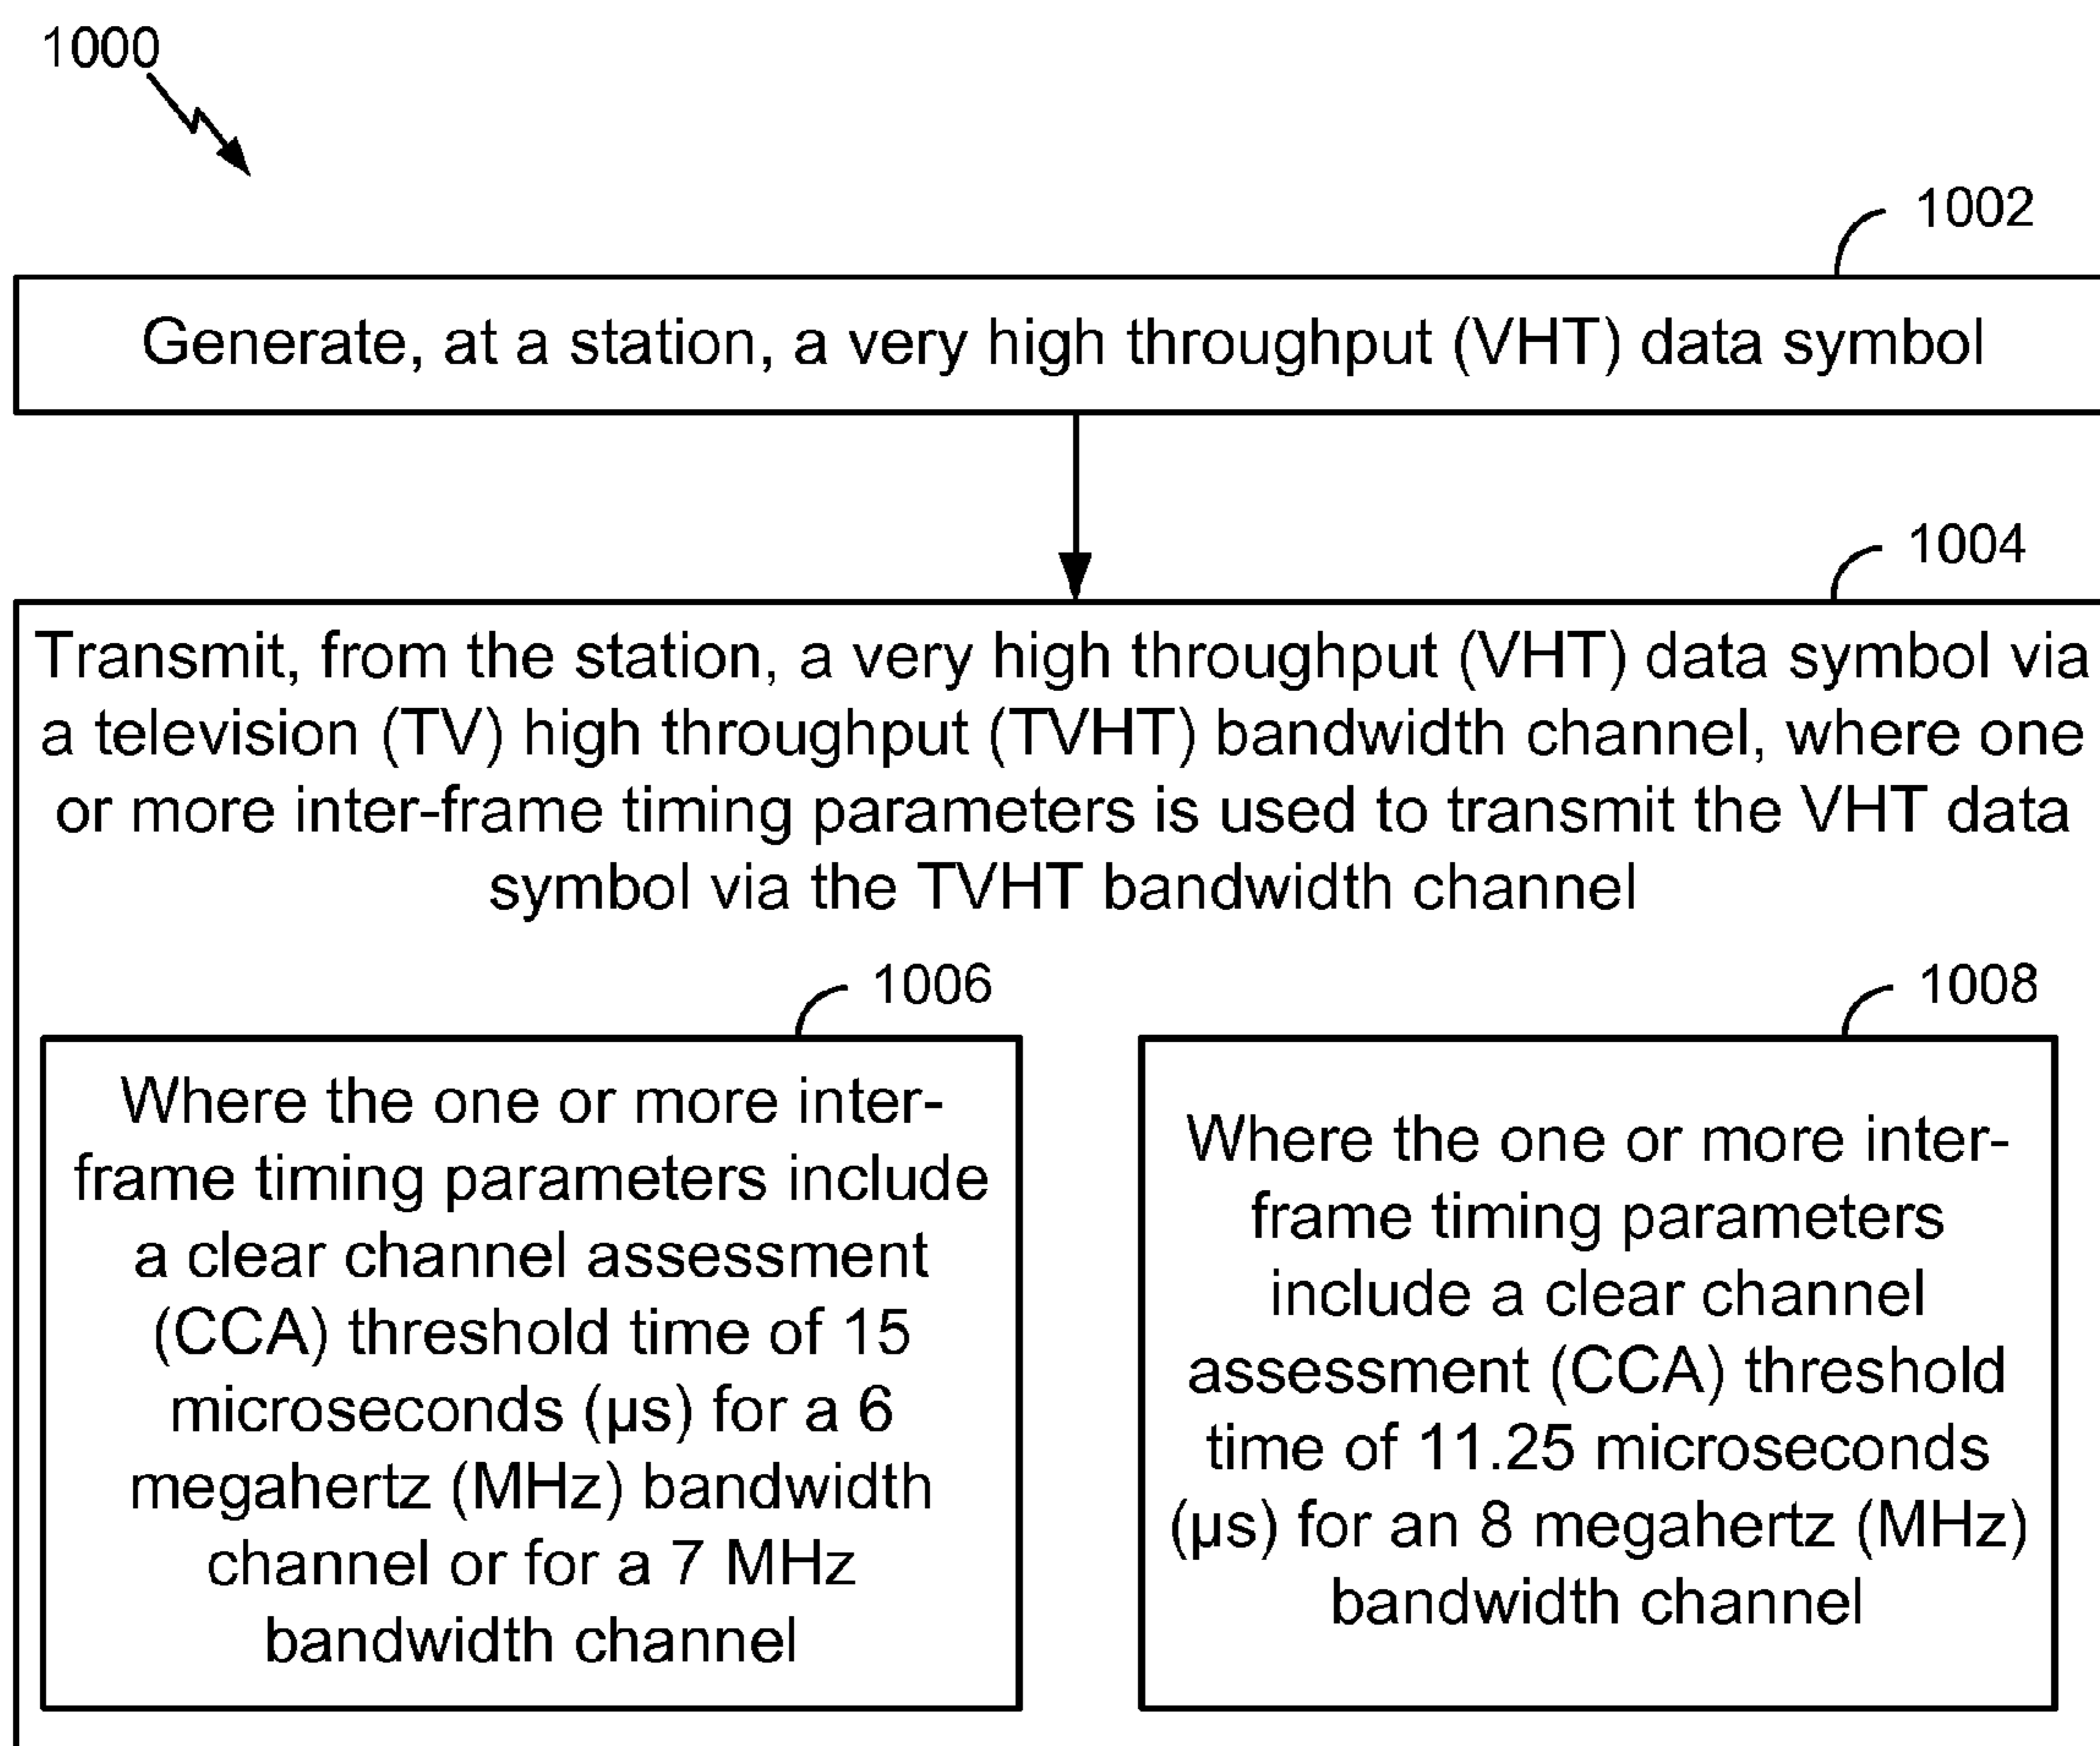 1000
1002
Generate, at a station, a very high throughput (VHT) data symbol
1004
Transmit, from the station, a very high throughput (VHT) data symbol via
a television (TV) high throughput (TVHT) bandwidth channel, where one
or more inter-frame timing parameters is used to transmit the VHT data
symbol via the TVHT bandwidth channel
1006
Where the one or more inter-
frame timing parameters include
a clear channel assessment
(CCA) threshold time of 15
microseconds (µs) for a 6
megahertz (MHz) bandwidth
channel or for a 7 MHz
bandwidth channel
1008
Where the one or more inter-
frame timing parameters
include a clear channel
assessment (CCA) threshold
time of 11.25 microseconds
(µs) for an 8 megahertz (MHz)
bandwidth channel